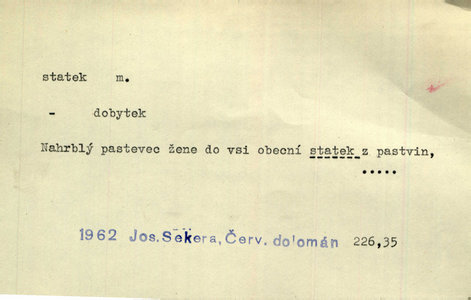 statek m.
- dobytek
Nahrblý pastevec žene do vsi obecní statek z pastvin,
1962 Jos. Sekera, Červ. dolomán 226,35